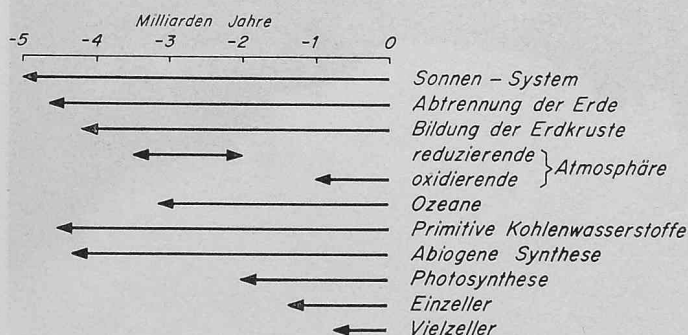 Milliarden Jahre
-5 -4 -3 -2 -1 0
Sonnen - System
Abtrennung der Erde
Bildung der Erdkruste
reduzierende
oxidierende } Atmosphäre
Ozeane
Primitive Kohlenwasserstoffe
Abiogene Synthese
Photosynthese
Einzeller
Vielzeller